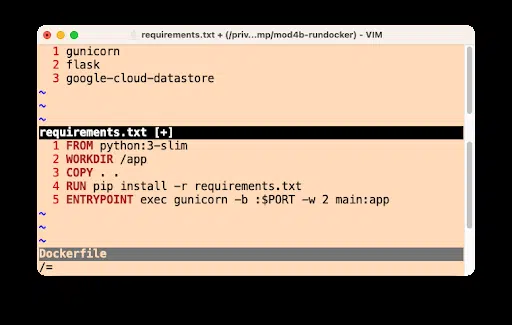 requirements.txt + (/priv...mp/mod4b-rundocker) - VIM
1 gunicorn
2 flask
3 google-cloud-datastore
~
~
~
requirements.txt [+]
1 FROM python:3-slim
2 WORKDIR /app
3 COPY . .
4 RUN pip install -r requirements.txt
5 ENTRYPOINT exec gunicorn -b :$PORT -w 2 main:app
~
~
~
Dockerfile
/=